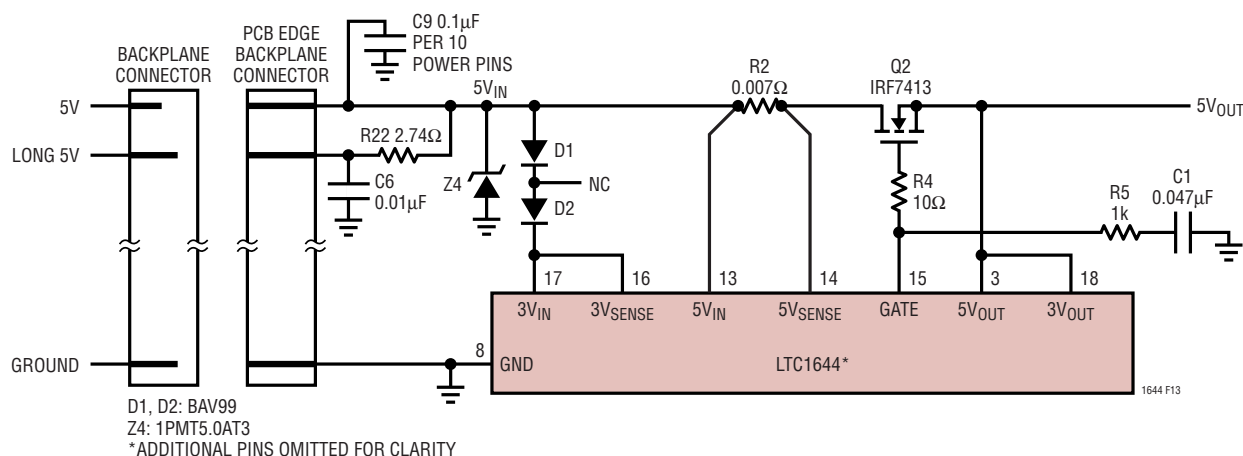 BACKPLANE
CONNECTOR
PCB EDGE
BACKPLANE
CONNECTOR
C9 0.1µF
PER 10
POWER PINS
5V
LONG 5V
GROUND
R22 2.74Ω
C6
0.01µF
5VIN
Z4
D1
NC
D2
R2
0.007Ω
Q2
IRF7413
5VOUT
R4
10Ω
R5
1k
C1
0.047µF
17
16
13
14
15
3
18
3VIN
3VSENSE
5VIN
5VSENSE
GATE
5VOUT
3VOUT
8
GND
LTC1644*
1644 F13
D1, D2: BAV99
Z4: 1PMT5.0AT3
*ADDITIONAL PINS OMITTED FOR CLARITY